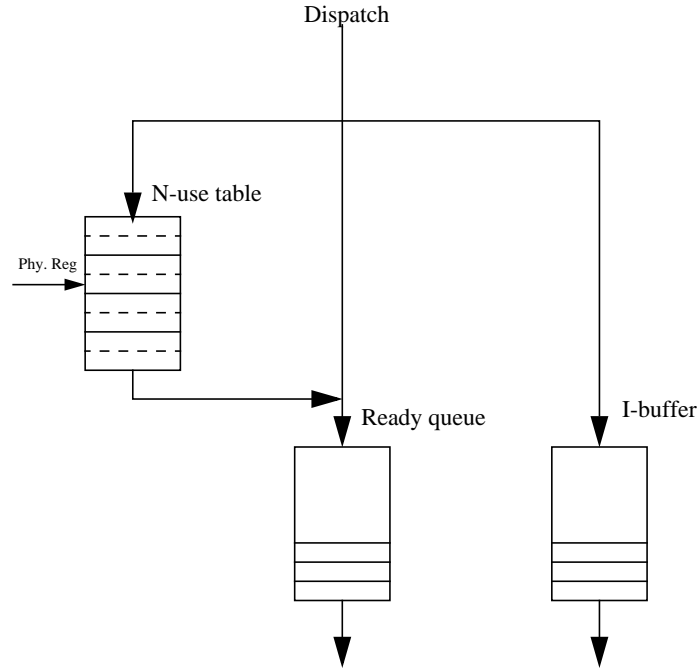 Dispatch
N-use table
Phy. Reg
Ready queue
I-buffer